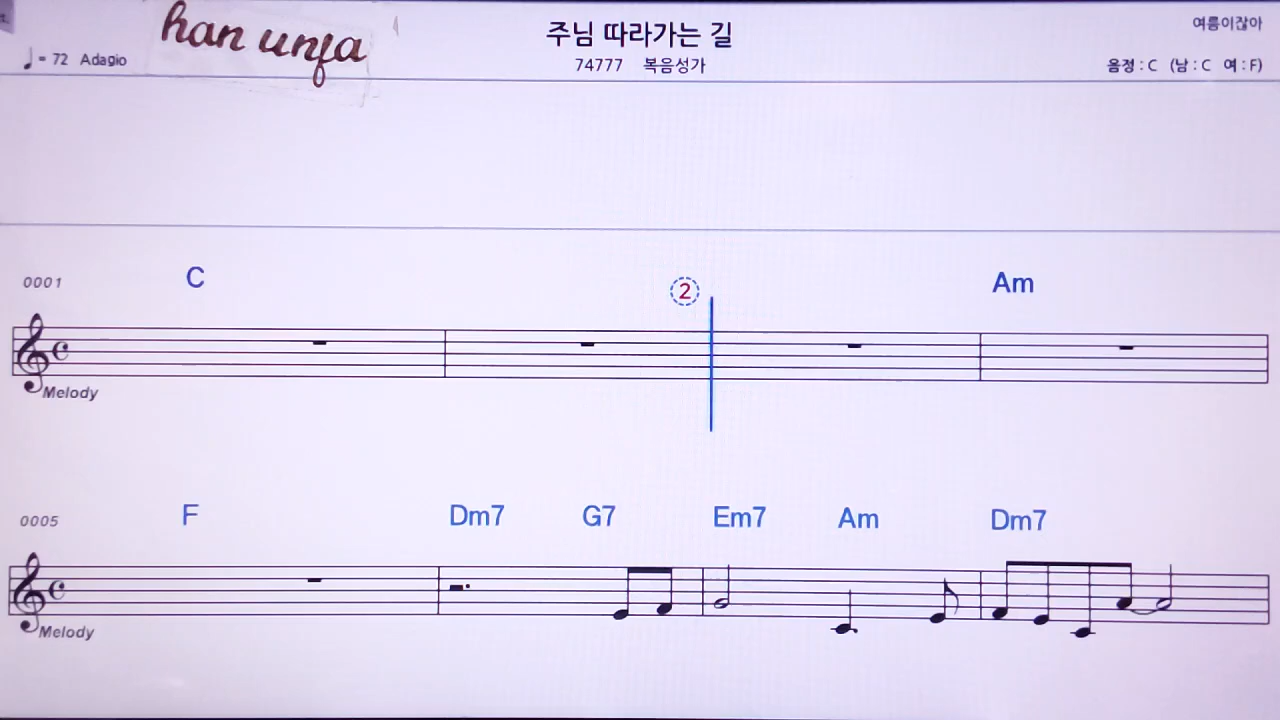 han unja
주님 따라가는 길
여름이잖아
♩= 72 Adagio
74777 복음성가
음정 : C (남 : C 여 : F)
0001 C ② Am
Melody
0005 F Dm7 G7 Em7 Am Dm7
Melody